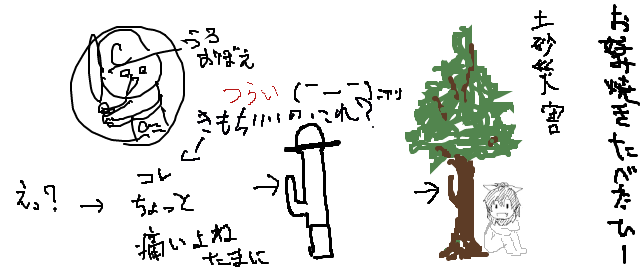 お好み焼きたべたひー
土砂災害
うろ
おぼえ
つらい (￣ー￣)ニヤリ
きもちいいのこれ?
えっ?
コレ
ちょっと
痛いよね
たまに
C